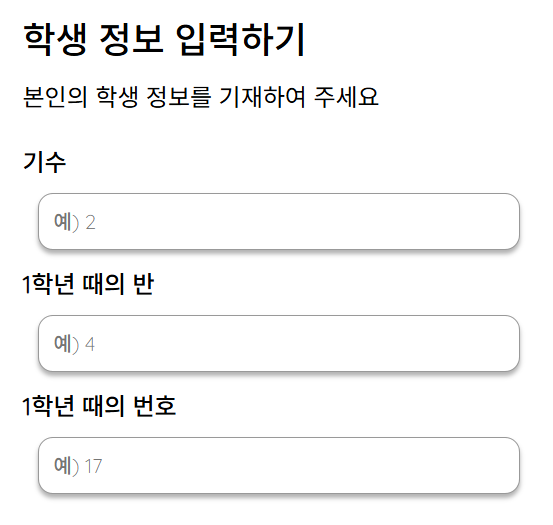 학생 정보 입력하기
본인의 학생 정보를 기재하여 주세요
기수
예) 2
1학년 때의 반
예) 4
1학년 때의 번호
예) 17